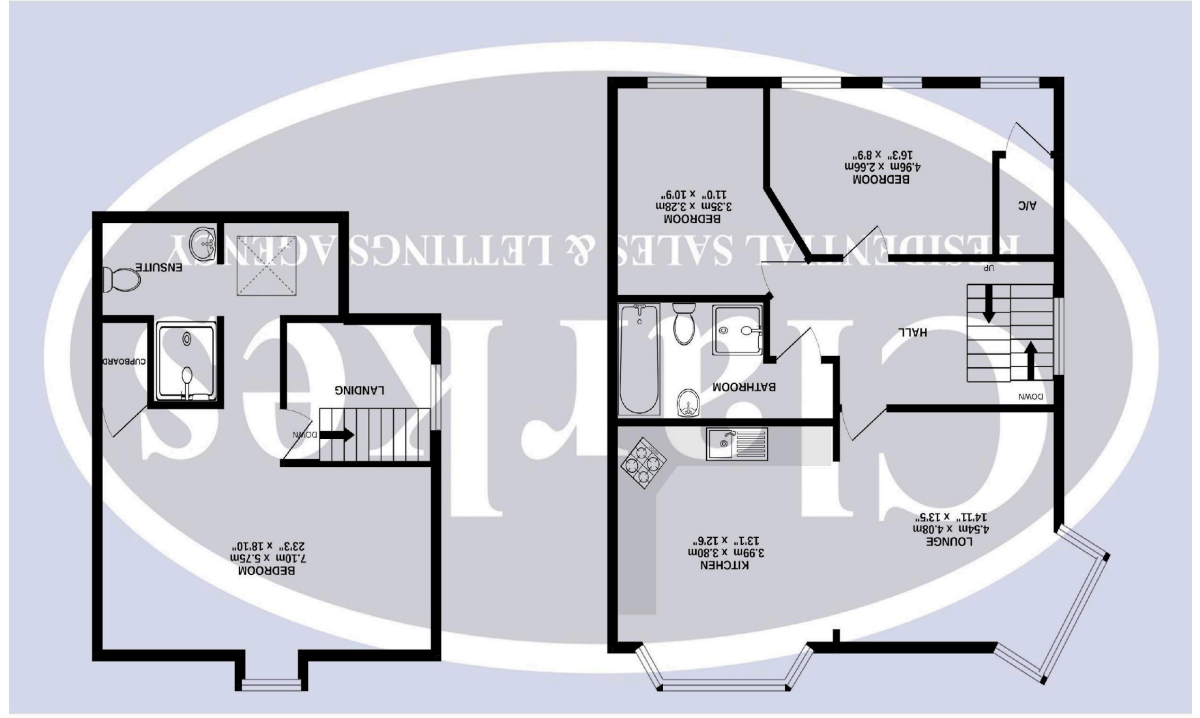 LOUNGE
4.54m x 4.08m
14'11" x 13'5"
KITCHEN
3.99m x 3.80m
13'1" x 12'6"
DOWN
BATHROOM
HALL
UP
A/C
BEDROOM
4.96m x 2.66m
16'3" x 8'9"
BEDROOM
3.35m x 3.28m
11'0" x 10'9"
BEDROOM
7.10m x 5.75m
23'3" x 18'10"
DOWN
LANDING
CUPBOARD
ENSUITE
Clarkes
RESIDENTIAL SALES & LETTINGS AGENCY